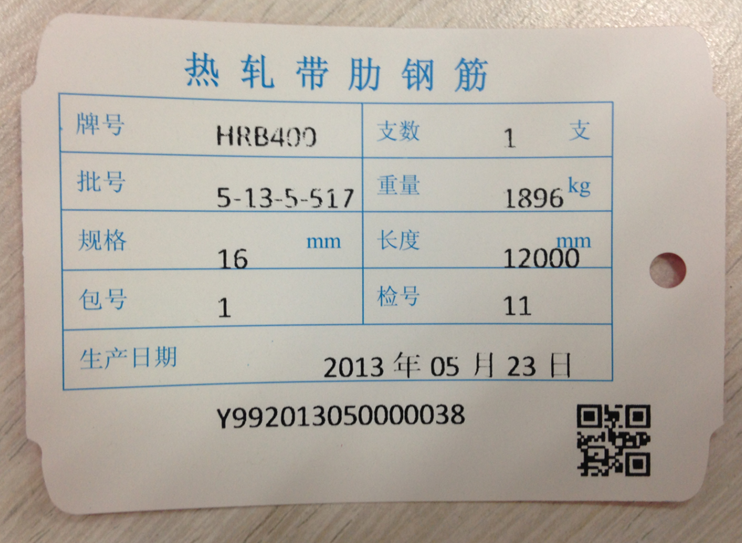 热轧带肋钢筋
牌号 HRB400 支数 1 支
批号 5-13-5-517 重量 1896 kg
规格 16 mm 长度 12000 mm
包号 1 检号 11
生产日期 2013 年 05 月 23 日
Y992013050000038